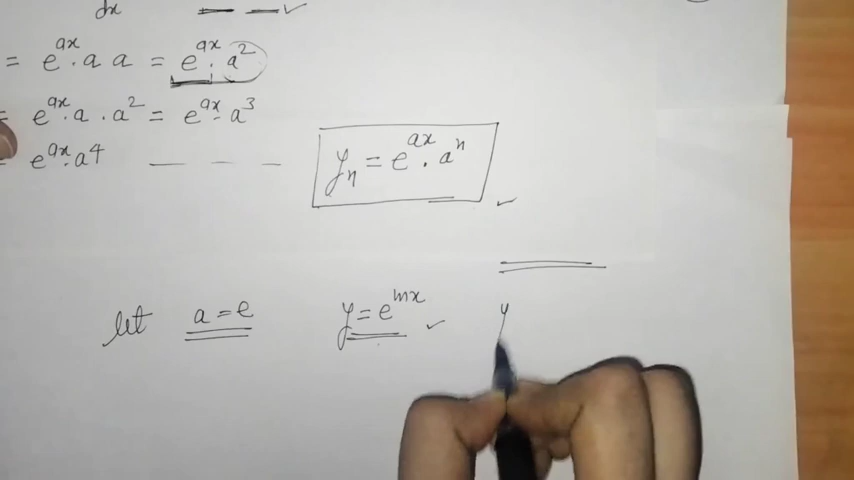 dx
= e^{ax} . a a = e^{ax} . a^2
= e^{ax} . a . a^2 = e^{ax} . a^3
= e^{ax} . a^4 — — —
y_n = e^{ax} . a^n
let a = e y = e^{mx} y